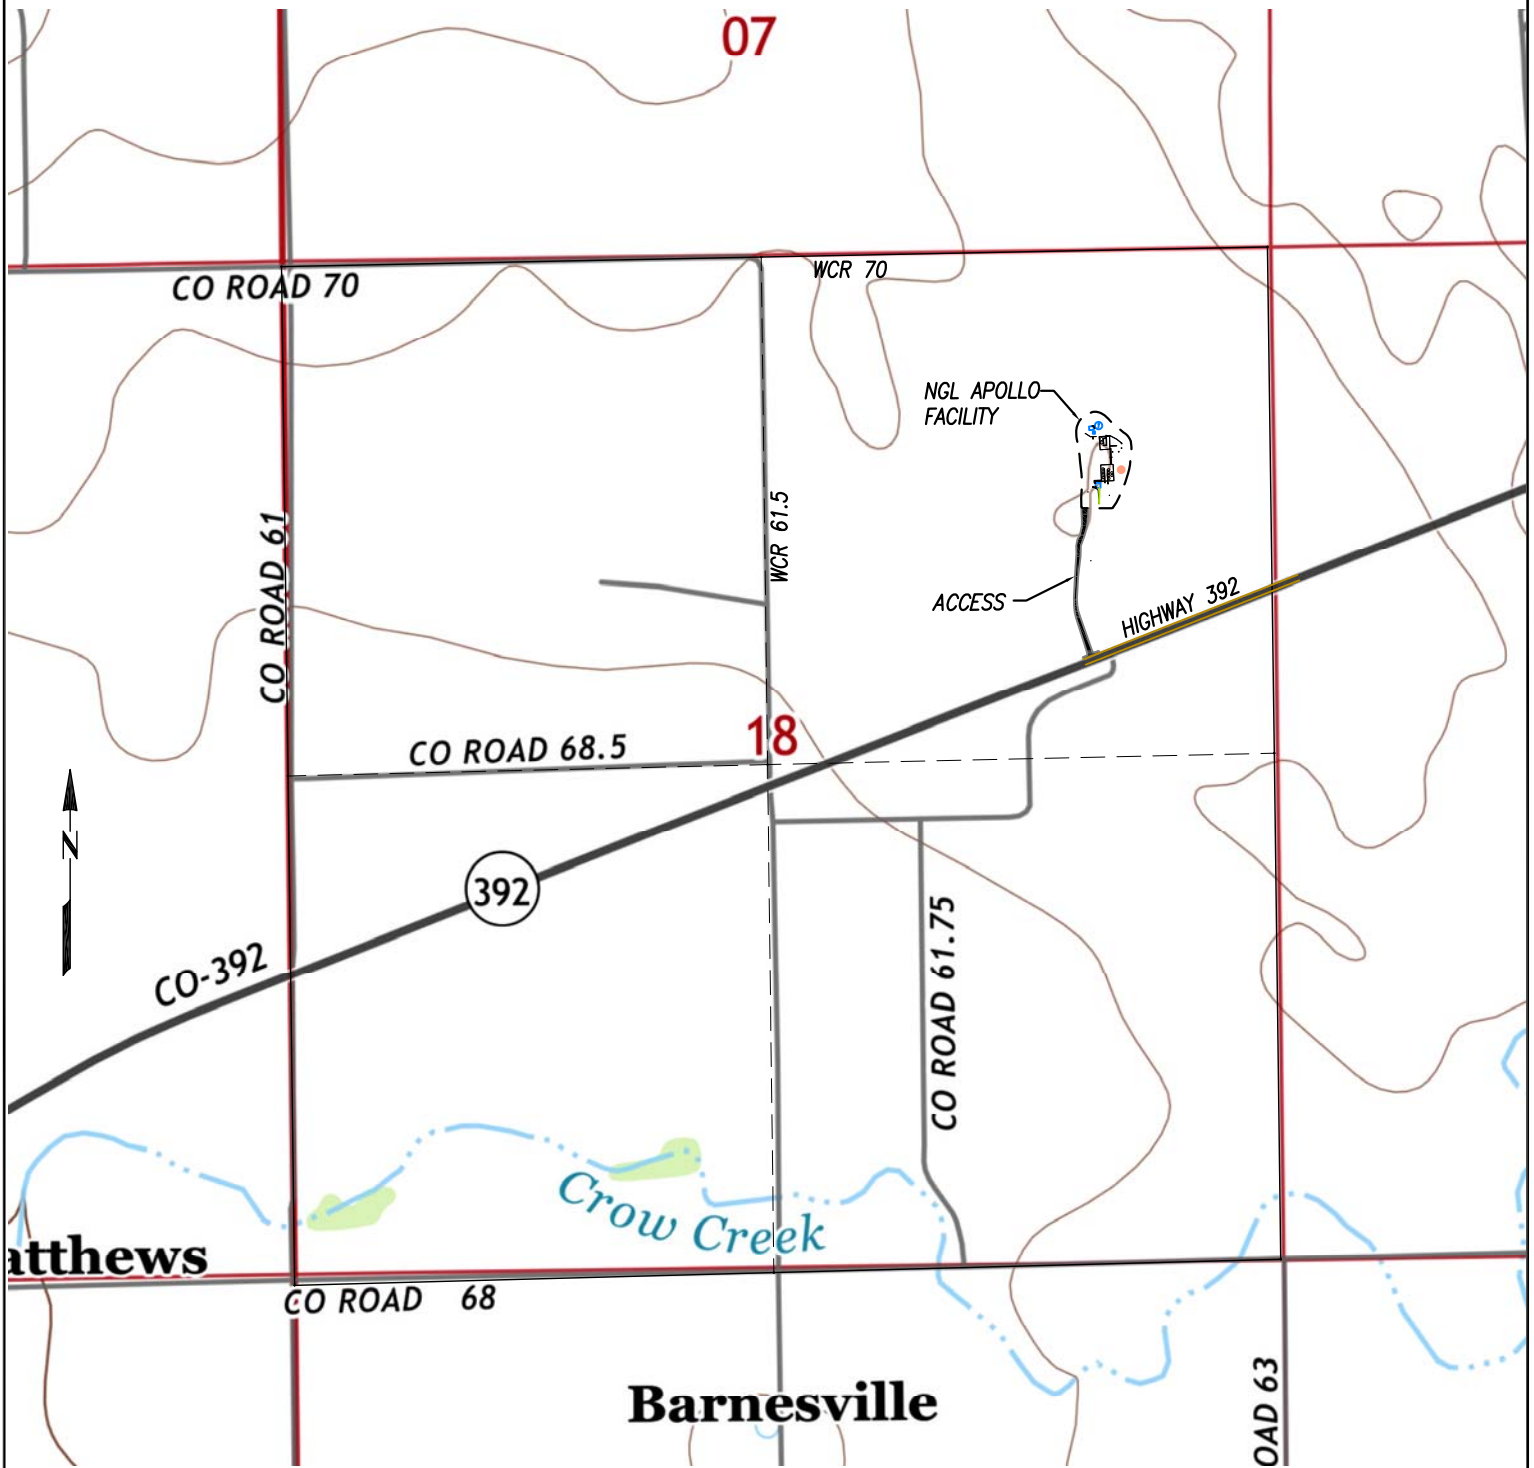 07
CO ROAD 70
WCR 70
NGL APOLLO
FACILITY
WCR 61.5
CO ROAD 61
ACCESS
HIGHWAY 392
18
CO ROAD 68.5
N
392
CO-392
CO ROAD 61.75
Crow Creek
atthews
CO ROAD 68
Barnesville
OAD 63